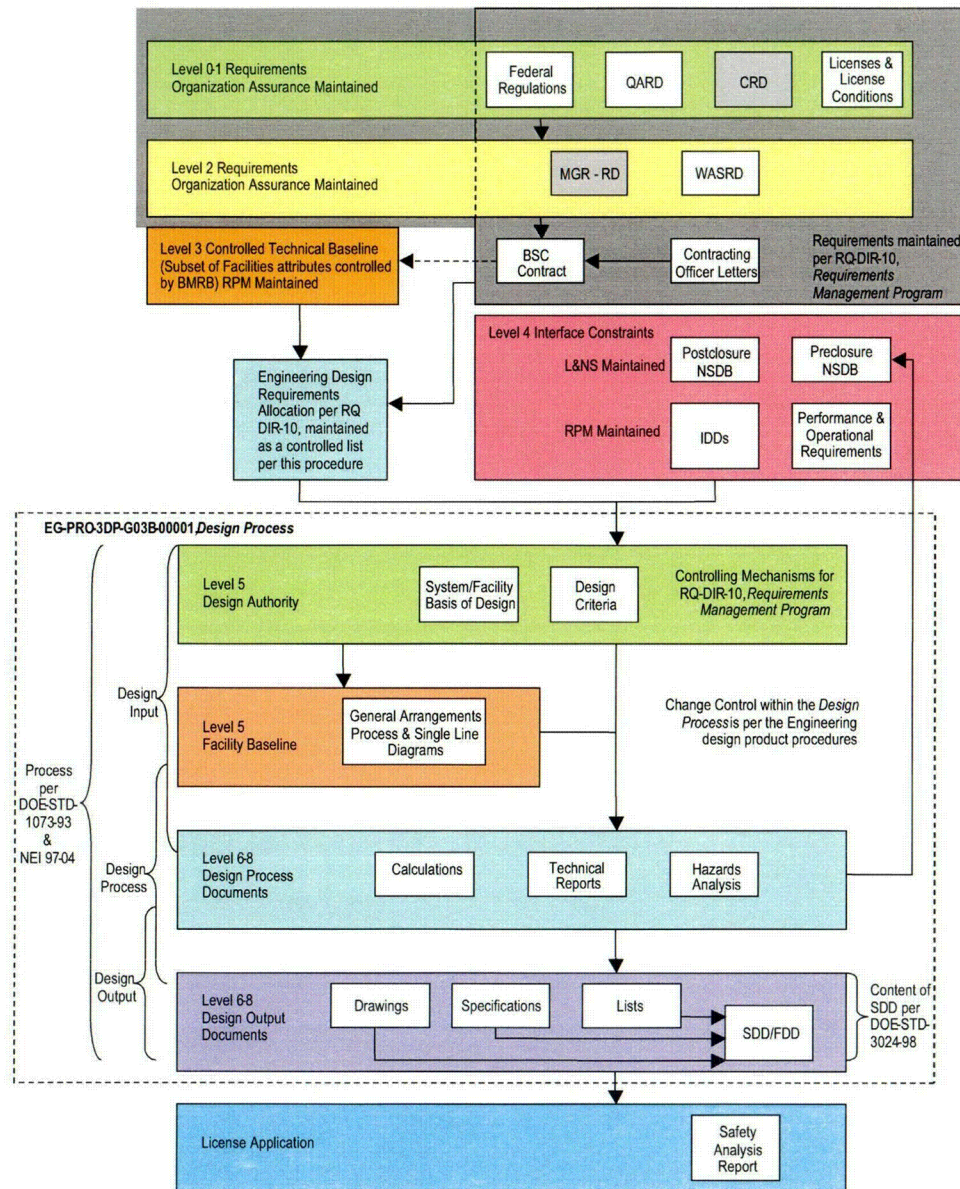 Level 0-1 Requirements
Organization Assurance Maintained
Federal
Regulations
QARD
CRD
Licenses &
License
Conditions
Level 2 Requirements
Organization Assurance Maintained
MGR - RD
WASRD
Level 3 Controlled Technical Baseline
(Subset of Facilities attributes controlled
by BMRB) RPM Maintained
BSC
Contract
Contracting
Officer Letters
Requirements maintained
per RQ-DIR-10,
Requirements
Management Program
Engineering Design
Requirements
Allocation per RQ
DIR-10, maintained
as a controlled list
per this procedure
Level 4 Interface Constraints
L&NS Maintained
Postclosure
NSDB
Preclosure
NSDB
RPM Maintained
IDDs
Performance &
Operational
Requirements
EG-PRO-3DP-G03B-00001, Design Process
Level 5
Design Authority
System/Facility
Basis of Design
Design
Criteria
Controlling Mechanisms for
RQ-DIR-10, Requirements
Management Program
Design
Input
Level 5
Facility Baseline
General Arrangements
Process & Single Line
Diagrams
Change Control within the Design
Process is per the Engineering
design product procedures
Process
per
DOE-STD-
1073-93
&
NEI 97-04
Design
Process
Level 6-8
Design Process
Documents
Calculations
Technical
Reports
Hazards
Analysis
Design
Output
Level 6-8
Design Output
Documents
Drawings
Specifications
Lists
SDD/FDD
Content of
SDD per
DOE-STD-
3024-98
License Application
Safety
Analysis
Report